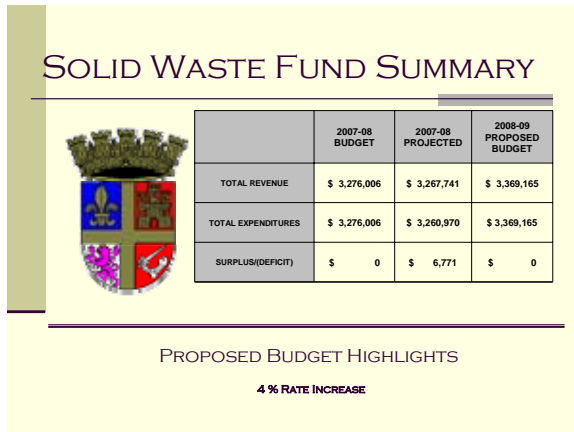 SOLID WASTE FUND SUMMARY
2007-08 BUDGET 2007-08 PROJECTED 2008-09 PROPOSED BUDGET
TOTAL REVENUE $ 3,276,006 $ 3,267,741 $ 3,369,165
TOTAL EXPENDITURES $ 3,276,006 $ 3,260,970 $ 3,369,165
SURPLUS/(DEFICIT) $ 0 $ 6,771 $ 0
PROPOSED BUDGET HIGHLIGHTS
4 % RATE INCREASE